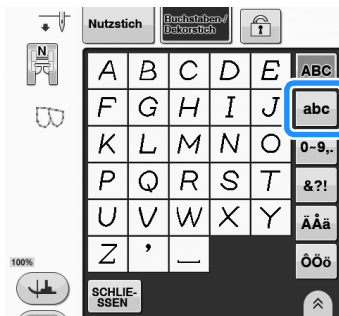 Nutzstich Buchstaben-/
Dekorstich
N
A B C D E ABC
F G H I J abc
K L M N O 0~9,.
P Q R S T &?!
U V W X Y ÄÅä
Z ' _ ÔÖö
100%
SCHLIE-
SSEN